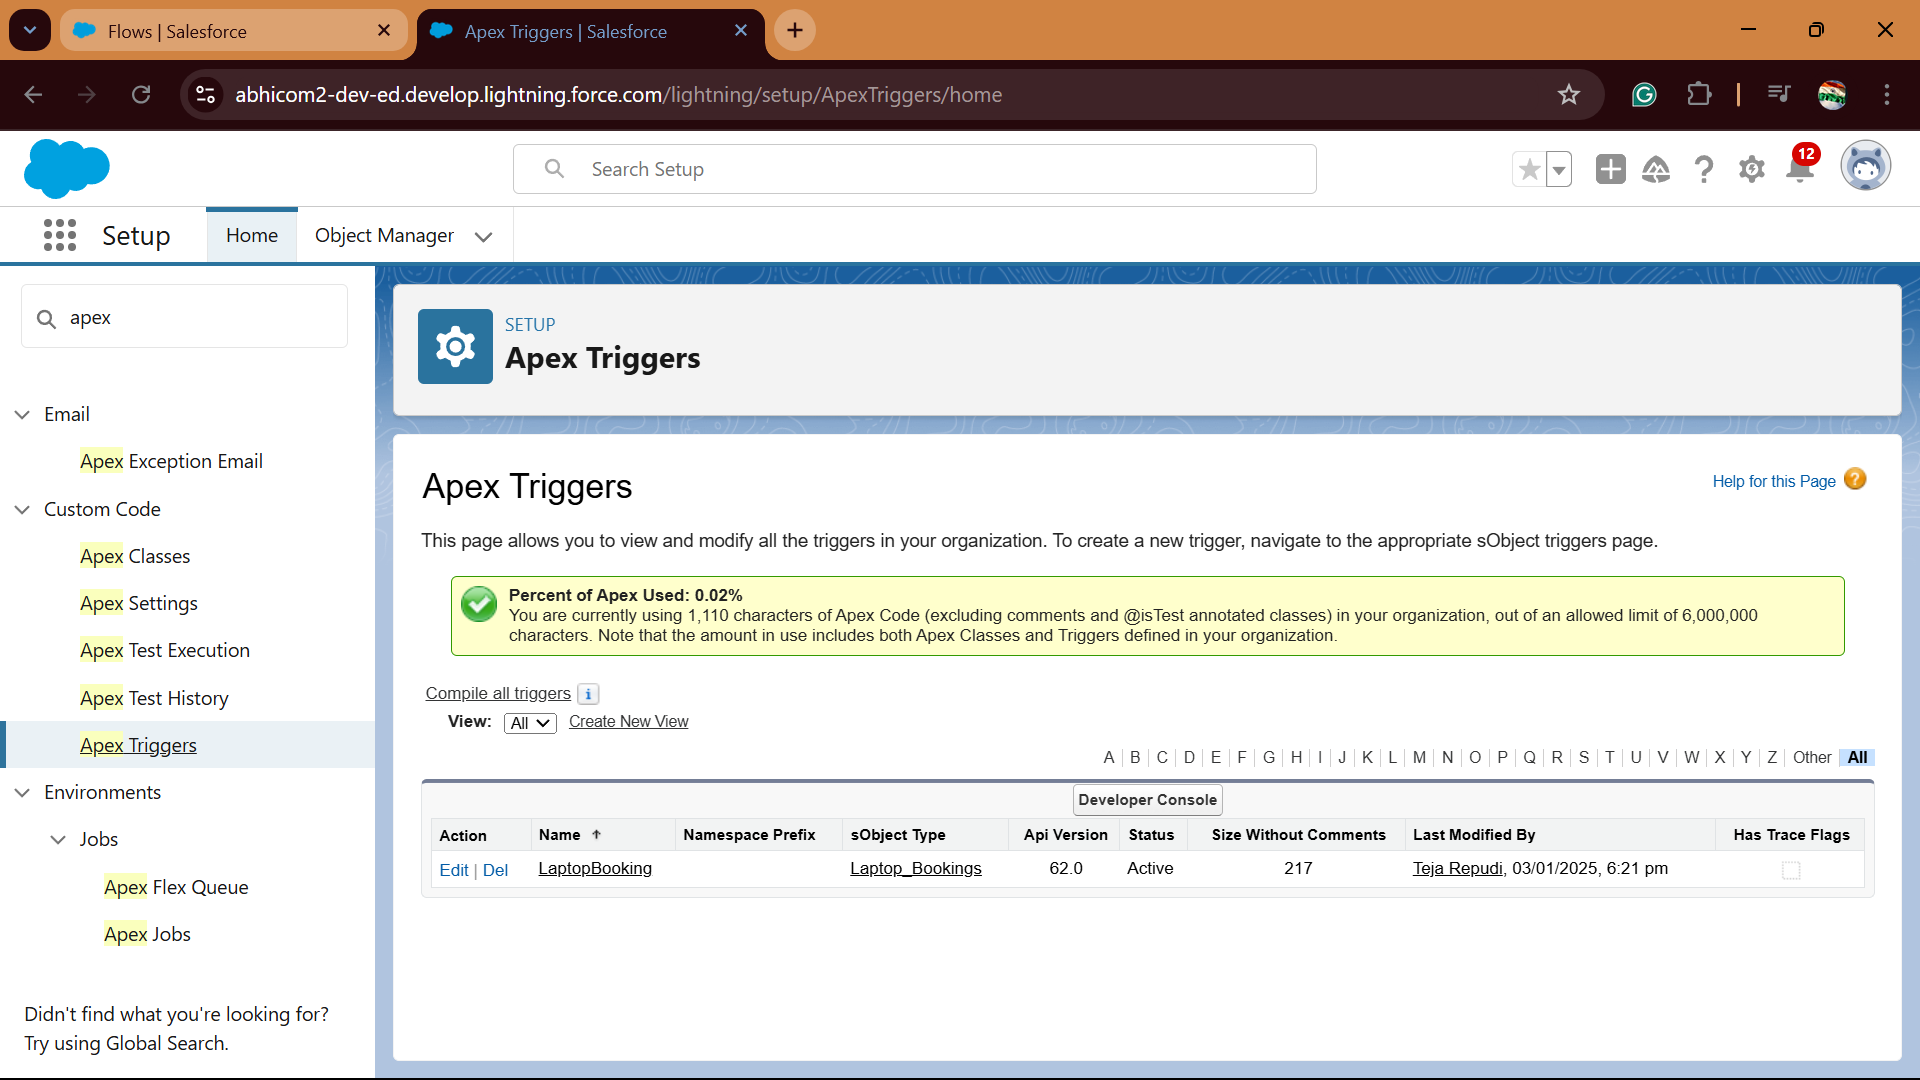 Flows | Salesforce
Apex Triggers | Salesforce
abhicom2-dev-ed.develop.lightning.force.com/lightning/setup/ApexTriggers/home
Search Setup
12
Setup
Home
Object Manager
apex
Email
Apex Exception Email
Custom Code
Apex Classes
Apex Settings
Apex Test Execution
Apex Test History
Apex Triggers
Environments
Jobs
Apex Flex Queue
Apex Jobs
Didn't find what you're looking for?
Try using Global Search.
SETUP
Apex Triggers
Apex Triggers
Help for this Page
This page allows you to view and modify all the triggers in your organization. To create a new trigger, navigate to the appropriate sObject triggers page.
Percent of Apex Used: 0.02%
You are currently using 1,110 characters of Apex Code (excluding comments and @isTest annotated classes) in your organization, out of an allowed limit of 6,000,000
characters. Note that the amount in use includes both Apex Classes and Triggers defined in your organization.
Compile all triggers i
View: All Create New View
A | B | C | D | E | F | G | H | I | J | K | L | M | N | O | P | Q | R | S | T | U | V | W | X | Y | Z | Other | All
Developer Console
Action Name Namespace Prefix sObject Type Api Version Status Size Without Comments Last Modified By Has Trace Flags
Edit | Del LaptopBooking Laptop_Bookings 62.0 Active 217 Teja Repudi, 03/01/2025, 6:21 pm